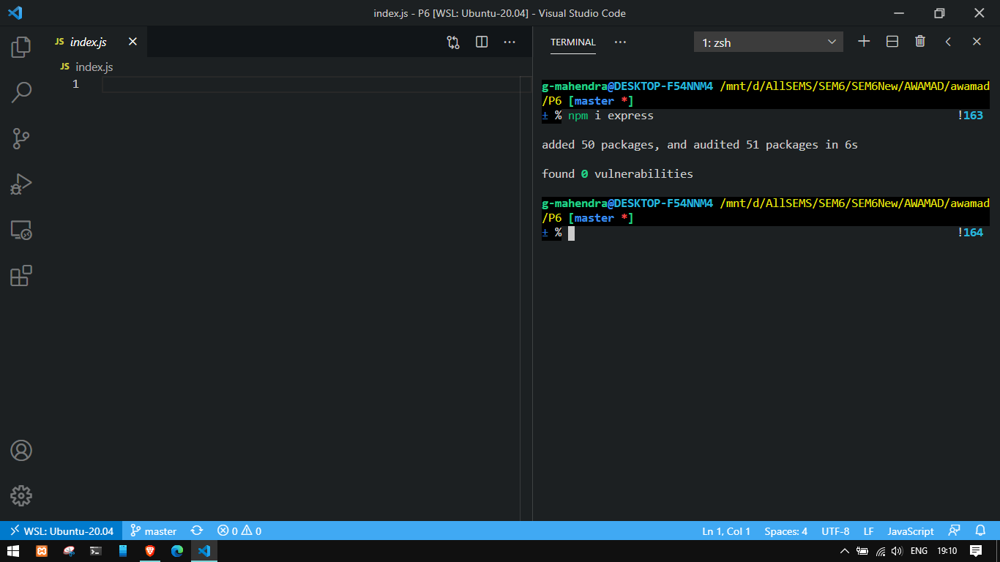 index.js - P6 [WSL: Ubuntu-20.04] - Visual Studio Code
JS index.js
JS index.js
1
TERMINAL
1: zsh
g-mahendra@DESKTOP-F54NNM4 /mnt/d/AllSEMS/SEM6/SEM6New/AWAMAD/awamad
/P6 [master *]
± % npm i express !163
added 50 packages, and audited 51 packages in 6s
found 0 vulnerabilities
g-mahendra@DESKTOP-F54NNM4 /mnt/d/AllSEMS/SEM6/SEM6New/AWAMAD/awamad
/P6 [master *]
± % !164
WSL: Ubuntu-20.04 master 0 0 Ln 1, Col 1 Spaces: 4 UTF-8 LF JavaScript
ENG 19:10